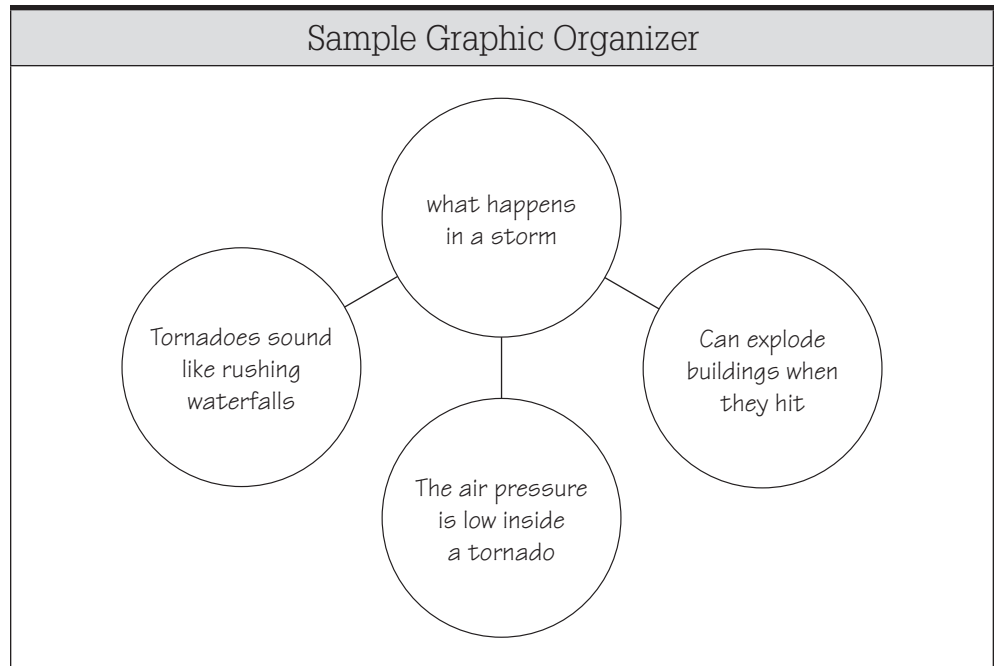 Sample Graphic Organizer
what happens
in a storm
Tornadoes sound
like rushing
waterfalls
The air pressure
is low inside
a tornado
Can explode
buildings when
they hit